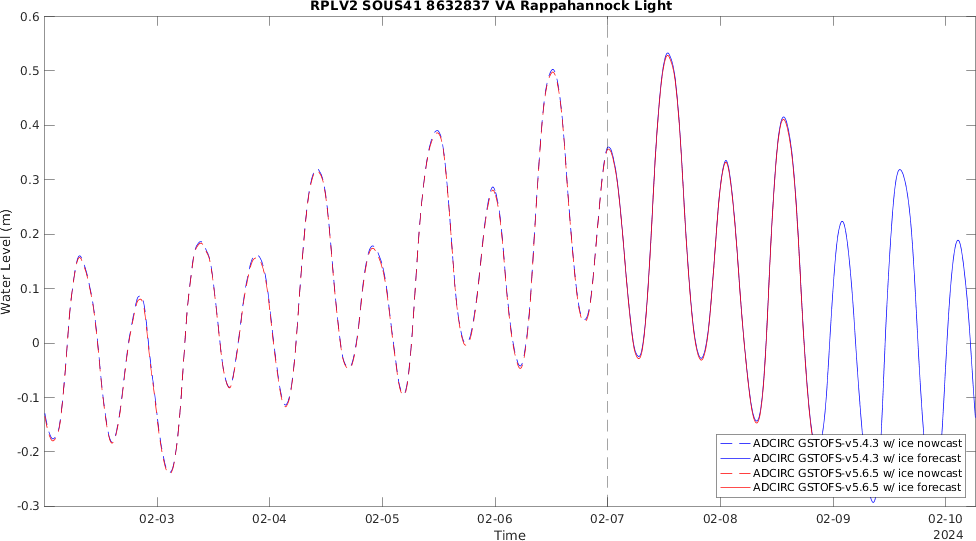 RPLV2 SOUS41 8632837 VA Rappahannock Light
0.6
0.5
0.4
0.3
0.2
0.1
0
-0.1
-0.2
-0.3
Water Level (m)
ADCIRC GSTOFS-v5.4.3 w/ ice nowcast
ADCIRC GSTOFS-v5.4.3 w/ ice forecast
ADCIRC GSTOFS-v5.6.5 w/ ice nowcast
ADCIRC GSTOFS-v5.6.5 w/ ice forecast
02-03 02-04 02-05 02-06 02-07 02-08 02-09 02-10
Time 2024